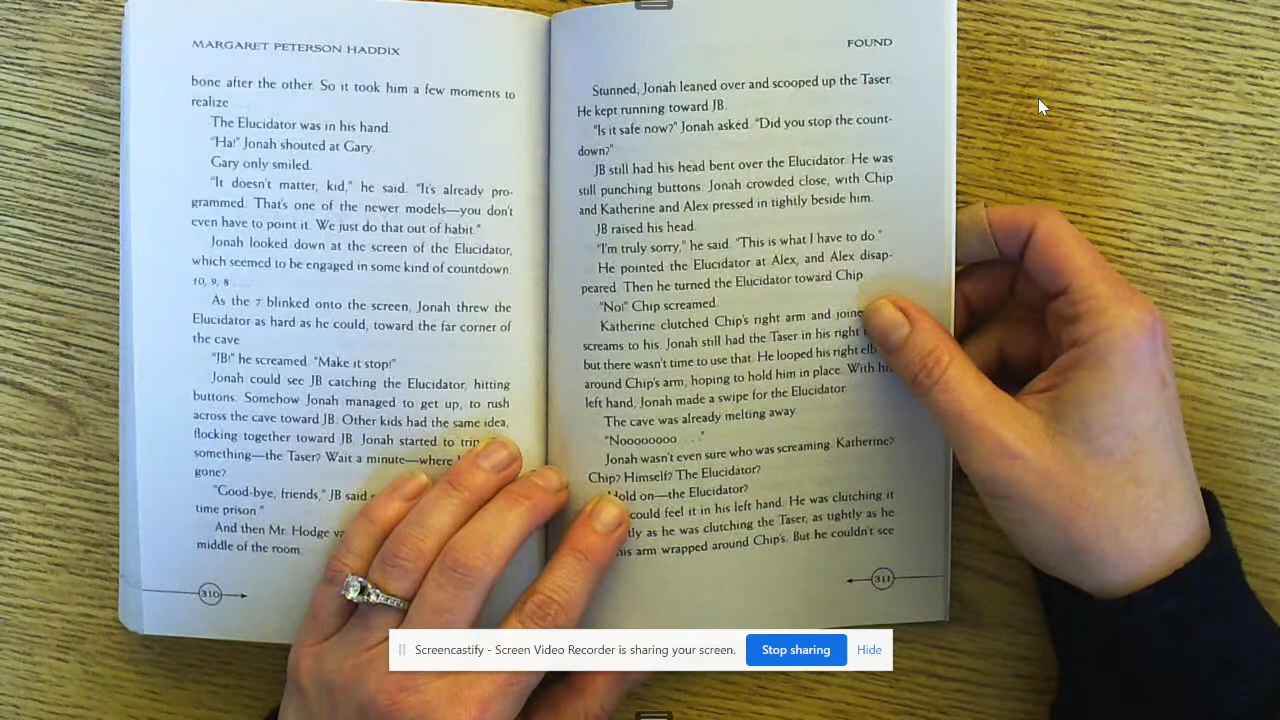 MARGARET PETERSON HADDIX
bone after the other. So it took him a few moments to
realize . . .
The Elucidator was in his hand.
"Ha!" Jonah shouted at Gary.
Gary only smiled.
"It doesn't matter, kid," he said. "It's already pro-
grammed. That's one of the newer models—you don't
even have to point it. We just do that out of habit."
Jonah looked down at the screen of the Elucidator,
which seemed to be engaged in some kind of countdown.
10, 9, 8 . . .
As the 7 blinked onto the screen, Jonah threw the
Elucidator as hard as he could, toward the far corner of
the cave
"JB!" he screamed. "Make it stop!"
Jonah could see JB catching the Elucidator, hitting
buttons. Somehow Jonah managed to get up, to rush
across the cave toward JB. Other kids had the same idea,
flocking together toward JB. Jonah started to trip
something—the Taser? Wait a minute—where
gone?
"Good-bye, friends," JB said
time prison."
And then Mr. Hodge
middle of the room.
310
FOUND
Stunned, Jonah leaned over and scooped up the Taser.
He kept running toward JB.
"Is it safe now?" Jonah asked. "Did you stop the count-
down?"
JB still had his head bent over the Elucidator. He was
still punching buttons. Jonah crowded close, with Chip
and Katherine and Alex pressed in tightly beside him.
JB raised his head.
"I'm truly sorry," he said. "This is what I have to do."
He pointed the Elucidator at Alex, and Alex disap-
peared. Then he turned the Elucidator toward Chip.
"No!" Chip screamed.
Katherine clutched Chip's right arm and joine
screams to his. Jonah still had the Taser in his right
but there wasn't time to use that. He looped his right elb
around Chip's arm, hoping to hold him in place. With hi
left hand, Jonah made a swipe for the Elucidator.
The cave was already melting away.
"Noooooooo . . ."
Jonah wasn't even sure who was screaming. Katherine?
Chip? Himself? The Elucidator?
Hold on—the Elucidator?
could feel it in his left hand. He was clutching it
tly as he was clutching the Taser, as tightly as he
his arm wrapped around Chip's. But he couldn't see
311
Screencastify - Screen Video Recorder is sharing your screen.
Stop sharing
Hide